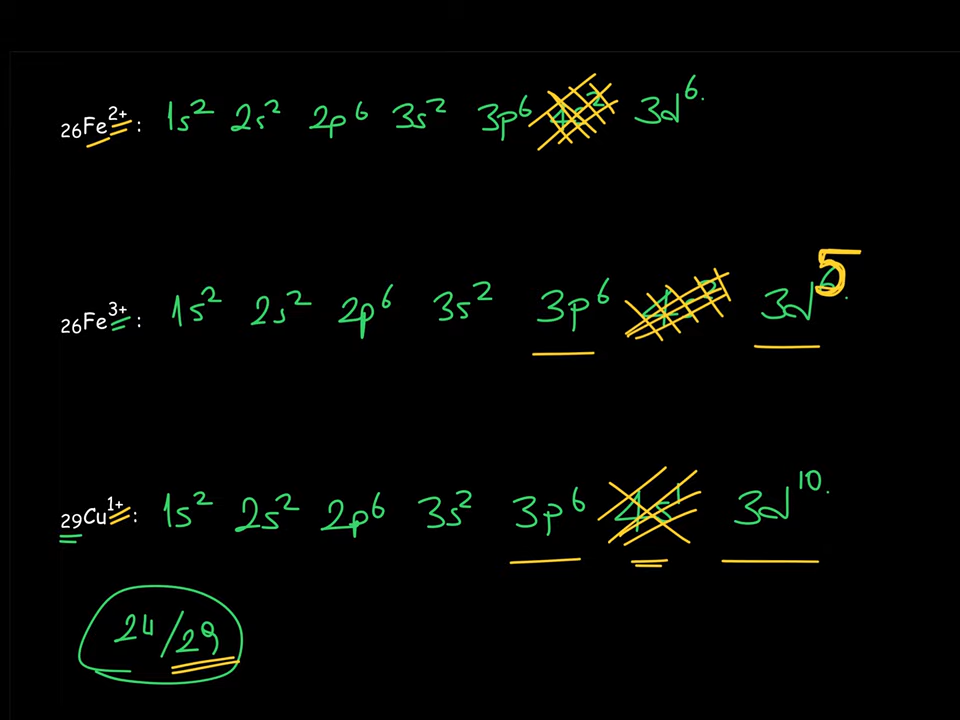 ₂₆Fe²⁺ : 1s² 2s² 2p⁶ 3s² 3p⁶ 4s² 3d⁶.
₂₆Fe³⁺ : 1s² 2s² 2p⁶ 3s² 3p⁶ 4s² 3d⁵
₂₉Cu¹⁺ : 1s² 2s² 2p⁶ 3s² 3p⁶ 4s¹ 3d¹⁰.
24/29